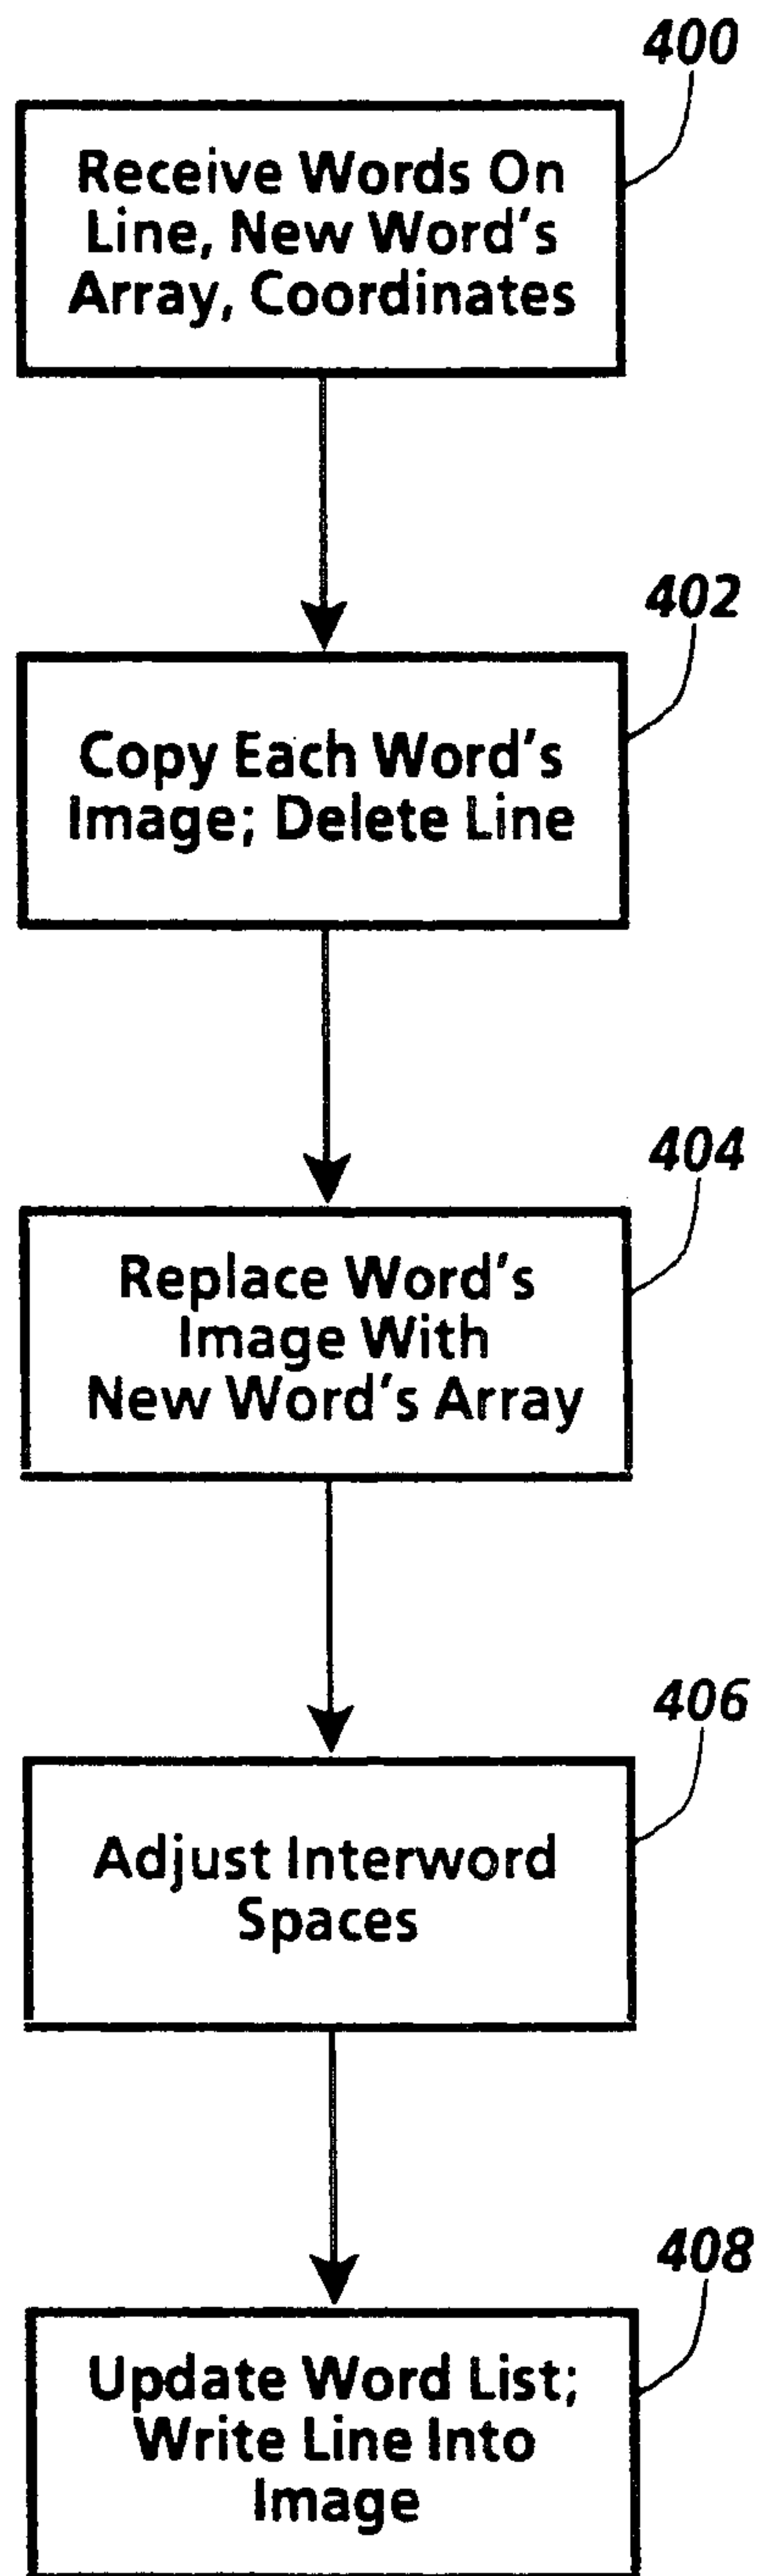 400
Receive Words On
Line, New Word's
Array, Coordinates
402
Copy Each Word's
Image; Delete Line
404
Replace Word's
Image With
New Word's Array
406
Adjust Interword
Spaces
408
Update Word List;
Write Line Into
Image